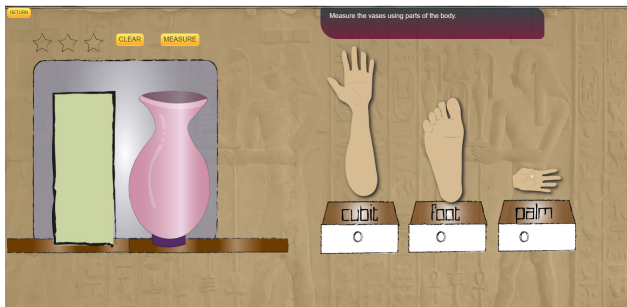 RETURN
Measure the vases using parts of the body.
CLEAR
MEASURE
cubit
foot
palm
0
0
0